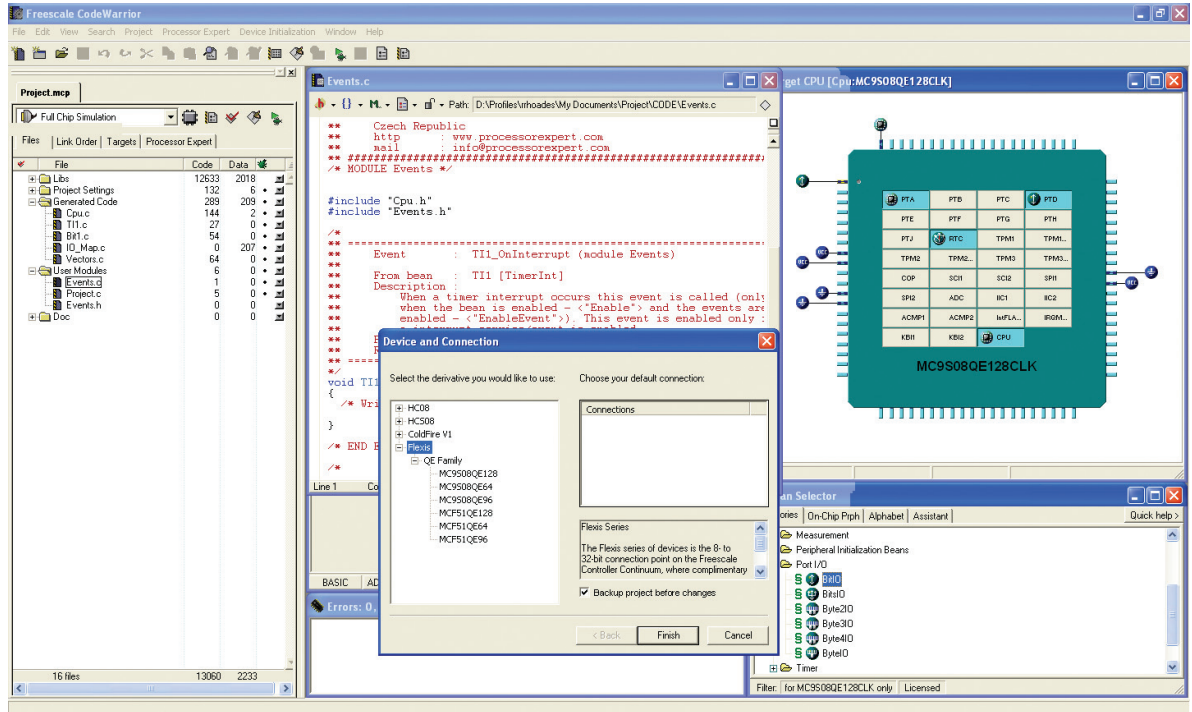 Freescale CodeWarrior
File Edit View Search Project Processor Expert Device Initialization Window Help
Project.mcp
Full Chip Simulation
Files Link Order Targets Processor Expert
File Code Data
Libs 12633 2018
Project Settings 132 6
Generated Code 289 209
Cpu.c 144 2
TI1.c 27 0
Bit1.c 54 0
IO_Map.c 0 207
Vectors.c 64 0
User Modules 6 0
Events.c 1 0
Project.c 5 0
Events.h 0 0
Doc 0 0
16 files 13060 2233
Events.c
{} M. Path: D:\Profiles\rrhoades\My Documents\Project\CODE\Events.c
** Czech Republic
** http : www.processorexpert.com
** mail : info@processorexpert.com
** ##############################################################
/* MODULE Events */
#include "Cpu.h"
#include "Events.h"
/*
** ==============================================================
** Event : TI1_OnInterrupt (module Events)
**
** From bean : TI1 [TimerInt]
** Description :
** When a timer interrupt occurs this event is called (only
** when the bean is enabled - <"Enable"> and the events are
** enabled - <"EnableEvent">). This event is enabled only
**
**
**
** ====
*/
void TI1
{
/* Wri
}
/* END E
/*
Line 1 Co
BASIC AD
Errors: 0,
Device and Connection
Select the derivative you would like to use:
HC08
HCS08
ColdFire V1
Flexis
QE Family
MC9S08QE128
MC9S08QE64
MC9S08QE96
MCF51QE128
MCF51QE64
MCF51QE96
Choose your default connection:
Connections
Flexis Series
The Flexis series of devices is the 8- to
32-bit connection point on the Freescale
Controller Continuum, where complimentary
Backup project before changes
< Back Finish Cancel
get CPU [Cpu:MC9S08QE128CLK]
PTA PTB PTC PTD
PTE PTF PTG PTH
PTJ RTC TPM1 TPM1...
TPM2 TPM2... TPM3 TPM3...
COP SCI1 SCI2 SPI1
SPI2 ADC IIC1 IIC2
ACMP1 ACMP2 IntFLA... IRQM...
KBI1 KBI2 CPU
MC9S08QE128CLK
an Selector
ories On-Chip Prph Alphabet Assistant Quick help >
Measurement
Peripheral Initialization Beans
Port I/O
BitIO
BitsIO
Byte2IO
Byte3IO
Byte4IO
ByteIO
Timer
Filter: for MC9S08QE128CLK only Licensed